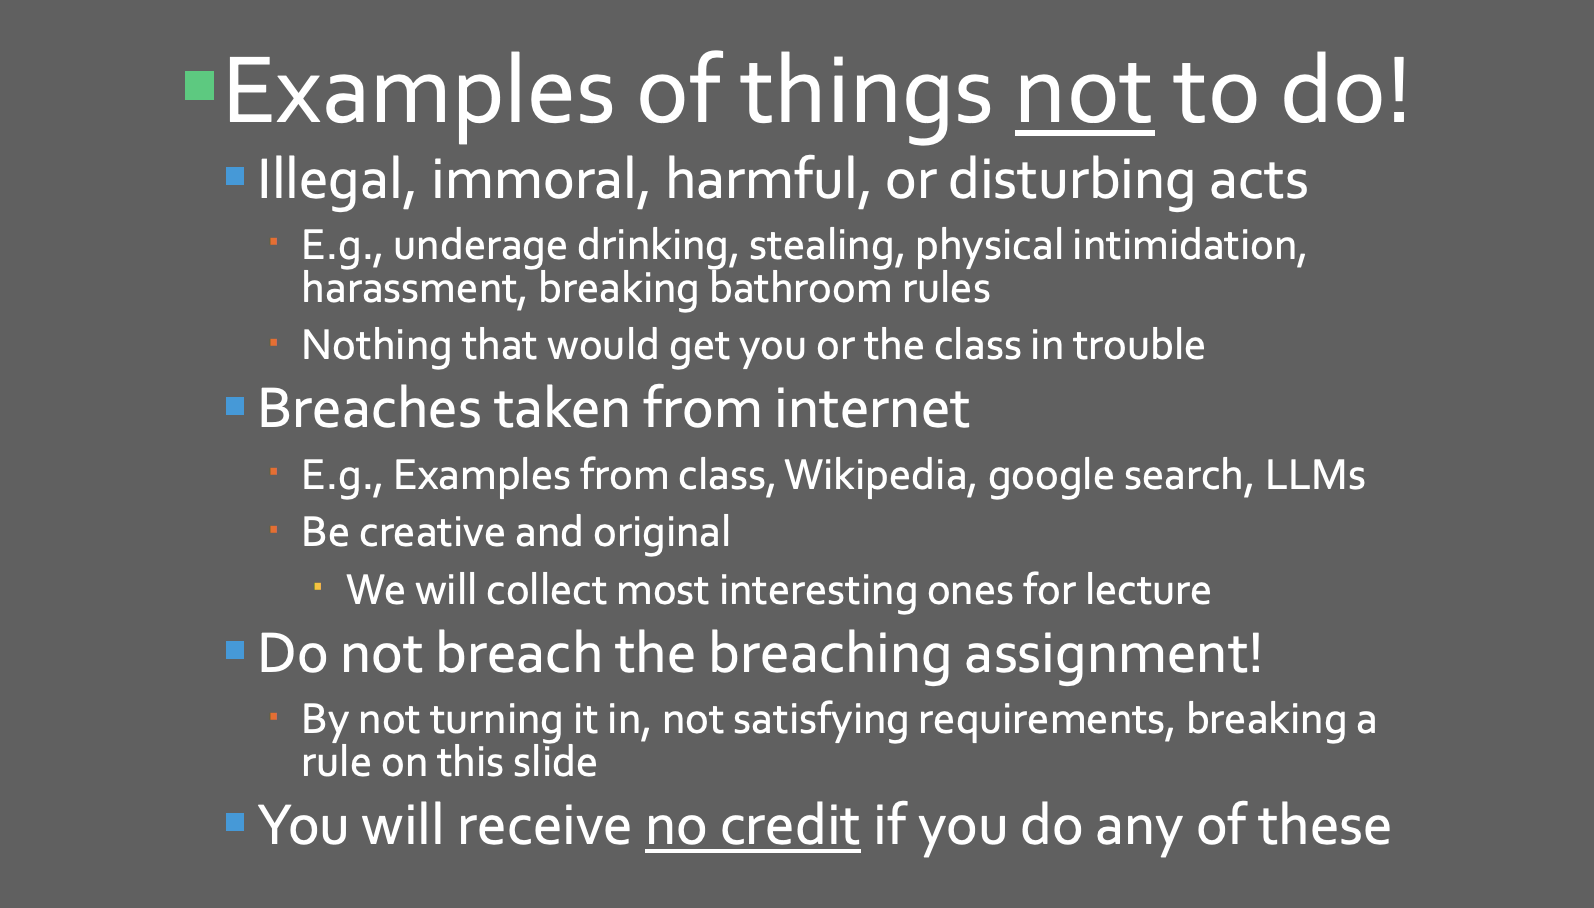 Examples of things not to do!
Illegal, immoral, harmful, or disturbing acts
E.g., underage drinking, stealing, physical intimidation,
harassment, breaking bathroom rules
Nothing that would get you or the class in trouble
Breaches taken from internet
E.g., Examples from class, Wikipedia, google search, LLMs
Be creative and original
We will collect most interesting ones for lecture
Do not breach the breaching assignment!
By not turning it in, not satisfying requirements, breaking a
rule on this slide
You will receive no credit if you do any of these